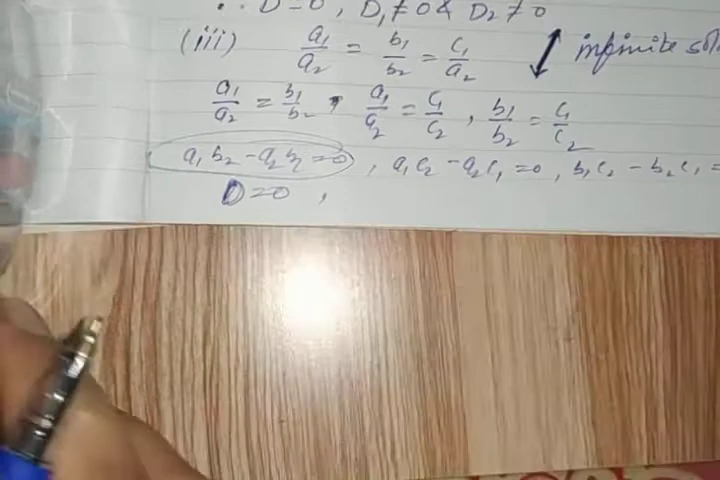 ∴ D = 0, D₁ ≠ 0 & D₂ ≠ 0
(iii) a₁/a₂ = b₁/b₂ = c₁/a₂ ↕ infinite sol
a₁/a₂ = b₁/b₂ , a₁/a₂ = c₁/c₂ , b₁/b₂ = c₁/c₂
a₁b₂ - a₂b₁ = 0 , a₁c₂ - a₂c₁ = 0 , b₁c₂ - b₂c₁ =
D = 0 ,